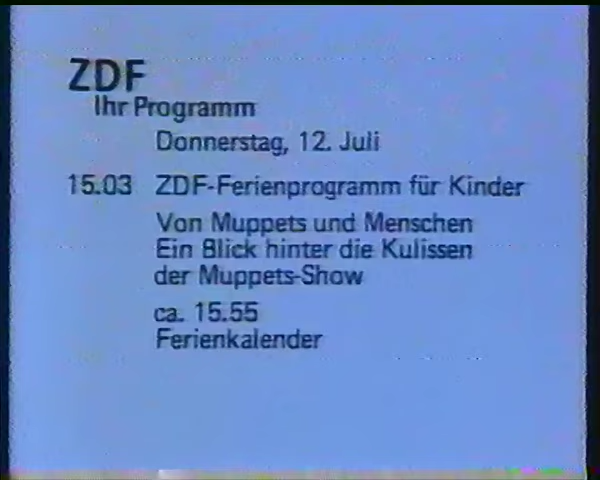 ZDF
Ihr Programm
Donnerstag, 12. Juli
15.03 ZDF-Ferienprogramm für Kinder
Von Muppets und Menschen
Ein Blick hinter die Kulissen
der Muppets-Show
ca. 15.55
Ferienkalender